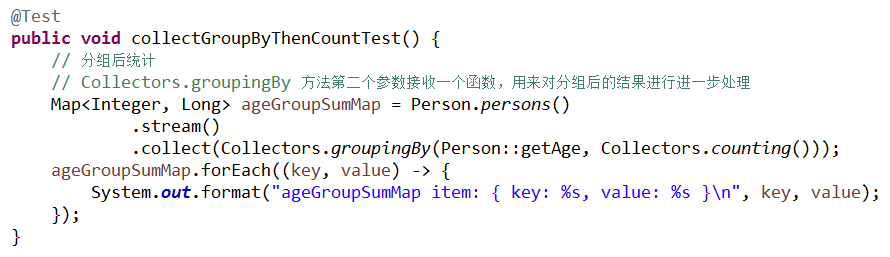 @Test
public void collectGroupByThenCountTest() {
    // 分组后统计
    // Collectors.groupingBy 方法第二个参数接收一个函数，用来对分组后的结果进行进一步处理
    Map<Integer, Long> ageGroupSumMap = Person.persons()
            .stream()
            .collect(Collectors.groupingBy(Person::getAge, Collectors.counting()));
    ageGroupSumMap.forEach((key, value) -> {
        System.out.format("ageGroupSumMap item: { key: %s, value: %s }\n", key, value);
    });
}